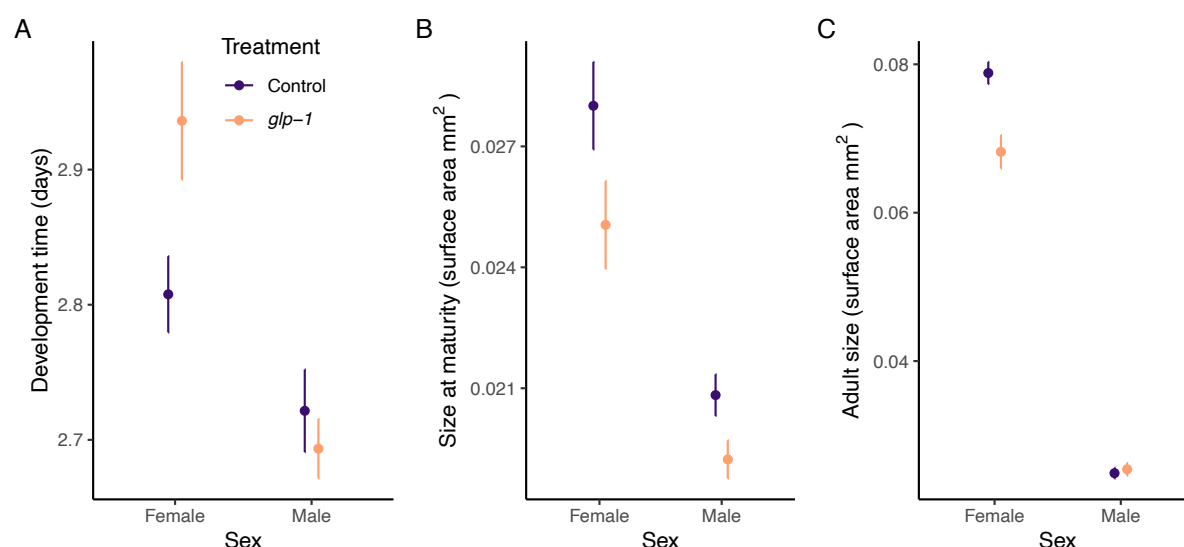 A
Development time (days)
2.9
2.8
2.7
Treatment
Control
glp−1
Female
Male
Sex
B
Size at maturity (surface area mm²)
0.027
0.024
0.021
Female
Male
Sex
C
Adult size (surface area mm²)
0.08
0.06
0.04
Female
Male
Sex